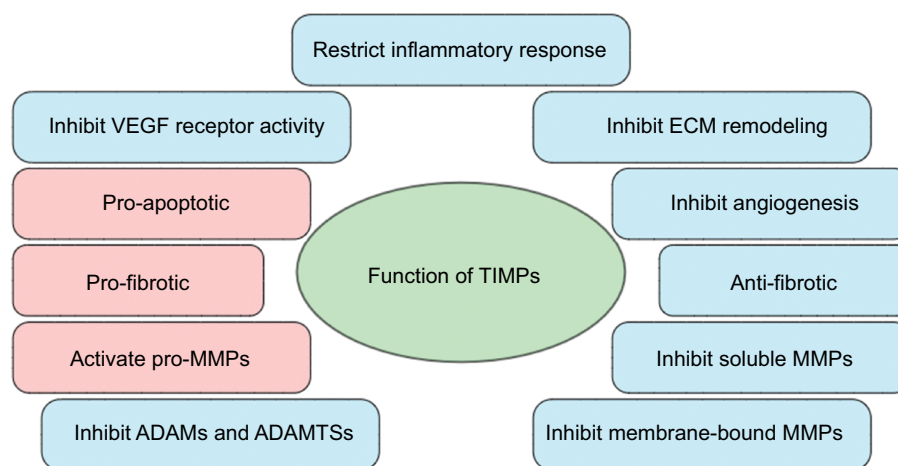 Restrict inflammatory response
Inhibit VEGF receptor activity
Inhibit ECM remodeling
Pro-apoptotic
Inhibit angiogenesis
Function of TIMPs
Pro-fibrotic
Anti-fibrotic
Activate pro-MMPs
Inhibit soluble MMPs
Inhibit ADAMs and ADAMTSs
Inhibit membrane-bound MMPs